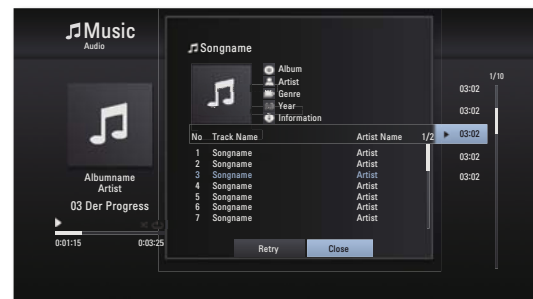 Music
Audio
Albumname
Artist
03 Der Progress
0:01:15 0:03:25
Songname
Album
Artist
Genre
Year
Information
No Track Name Artist Name 1/2
1 Songname Artist
2 Songname Artist
3 Songname Artist
4 Songname Artist
5 Songname Artist
6 Songname Artist
7 Songname Artist
Retry Close
1/10
03:02
03:02
03:02
03:02
03:02